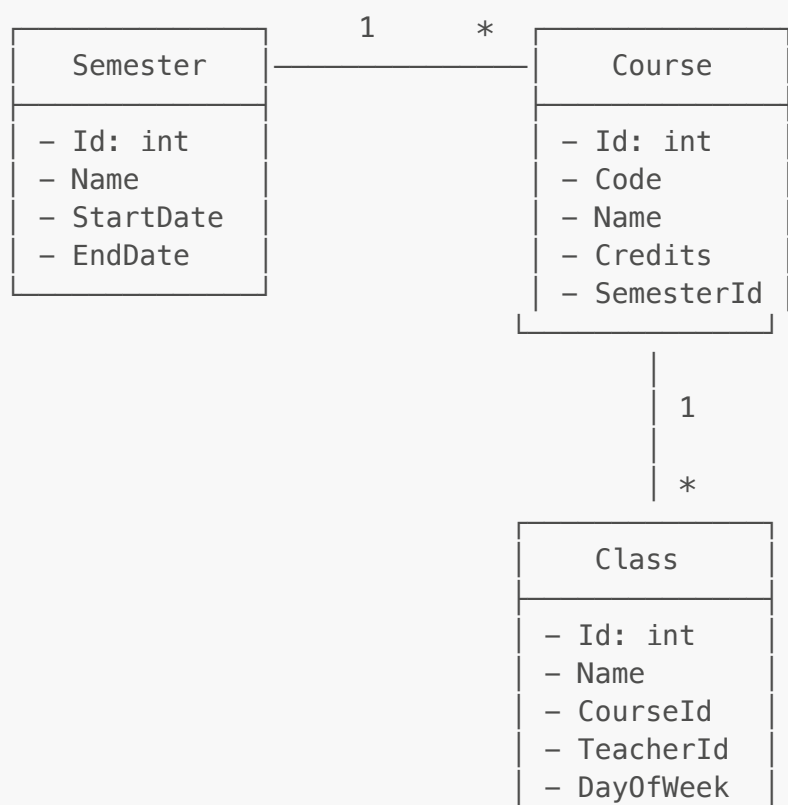 1 *
Semester Course
- Id: int - Id: int
- Name - Code
- StartDate - Name
- EndDate - Credits
- SemesterId
1
*
Class
- Id: int
- Name
- CourseId
- TeacherId
- DayOfWeek